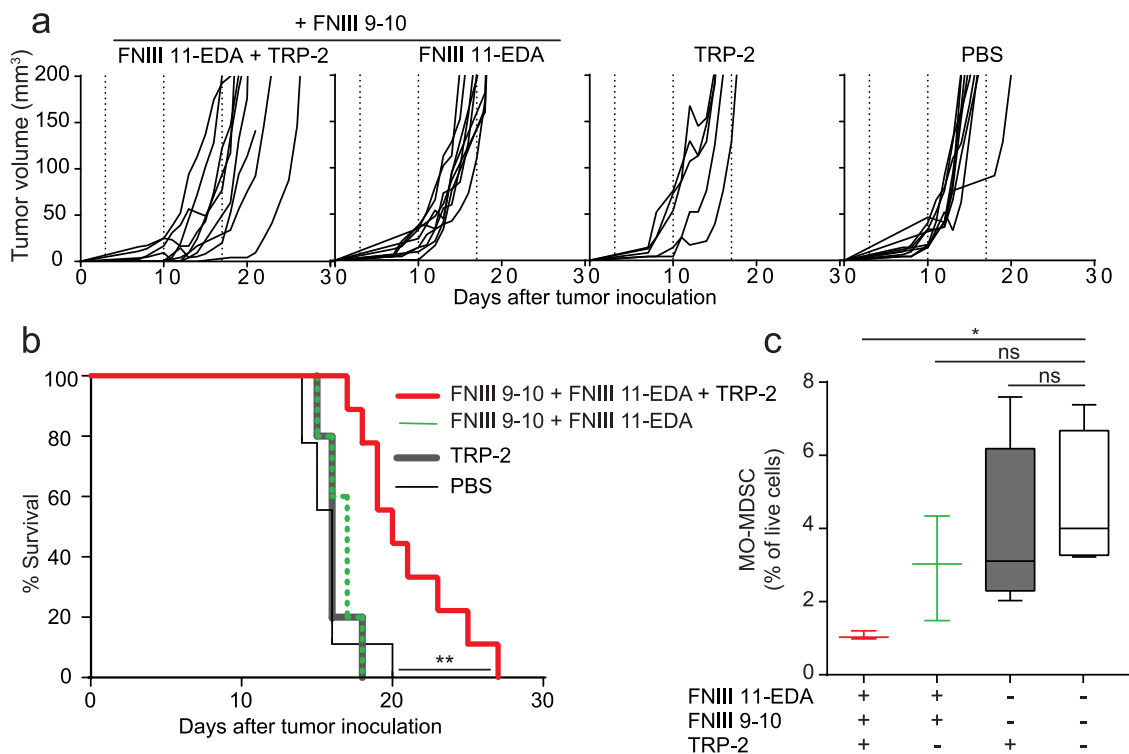 a
+ FNIII 9-10
FNIII 11-EDA + TRP-2
FNIII 11-EDA
TRP-2
PBS
Tumor volume (mm³)
200
150
100
50
0
0 10 20 30
0 10 20 30
0 10 20 30
0 10 20 30
Days after tumor inoculation
b
% Survival
100
80
60
40
20
0
FNIII 9-10 + FNIII 11-EDA + TRP-2
FNIII 9-10 + FNIII 11-EDA
TRP-2
PBS
**
0 10 20 30
Days after tumor inoculation
c
*
ns
ns
MO-MDSC
(% of live cells)
8
6
4
2
0
FNIII 11-EDA + + - -
FNIII 9-10 + + - -
TRP-2 + - + -